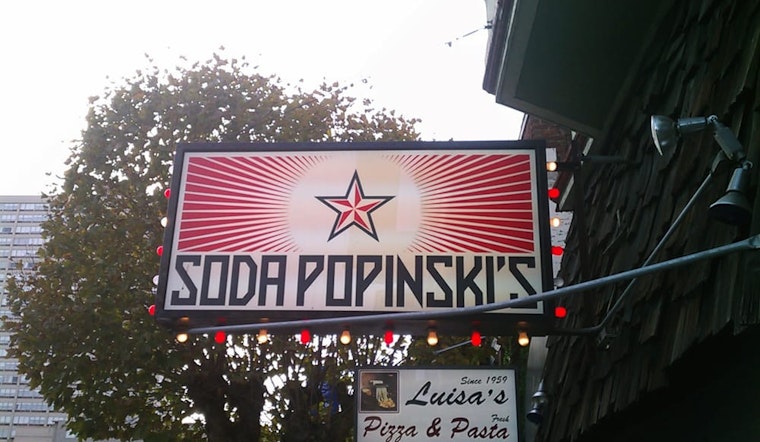 SODA POPINSKI'S
Since 1959
Luisa's
Fresh
Pizza & Pasta